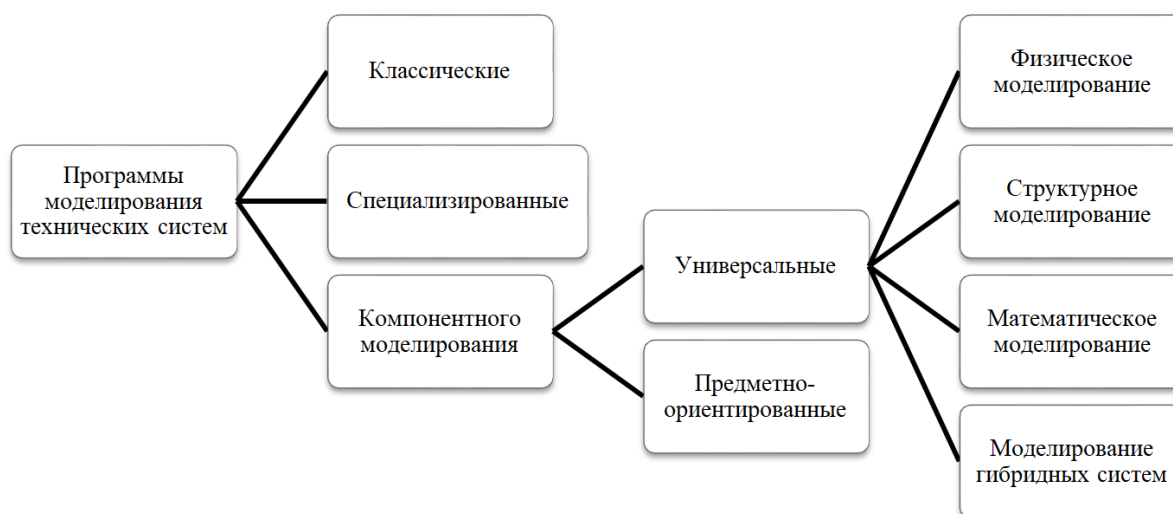 Программы
моделирования
технических систем
Классические
Специализированные
Компонентного
моделирования
Универсальные
Предметно-
ориентированные
Физическое
моделирование
Структурное
моделирование
Математическое
моделирование
Моделирование
гибридных систем